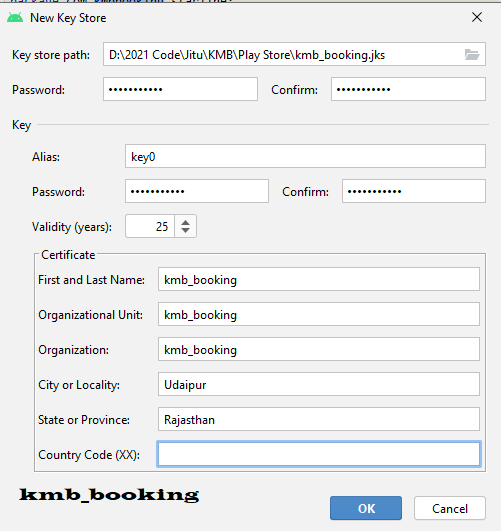 New Key Store
Key store path: D:\2021 Code\Jitu\KMB\Play Store\kmb_booking.jks
Password: ••••••••••• Confirm: •••••••••••
Key
Alias: key0
Password: ••••••••••• Confirm: •••••••••••
Validity (years): 25
Certificate
First and Last Name: kmb_booking
Organizational Unit: kmb_booking
Organization: kmb_booking
City or Locality: Udaipur
State or Province: Rajasthan
Country Code (XX):
kmb_booking
OK Cancel